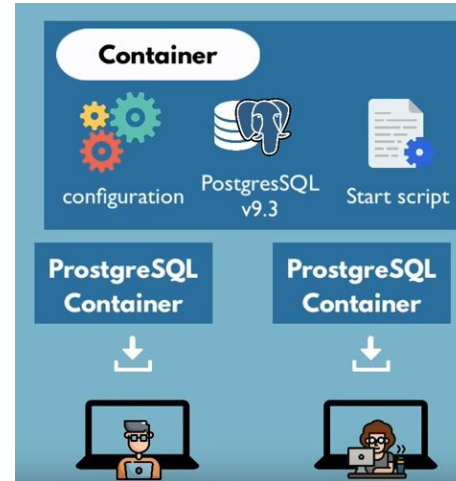 Container
configuration
PostgresSQL
v9.3
Start script
ProstgreSQL
Container
ProstgreSQL
Container